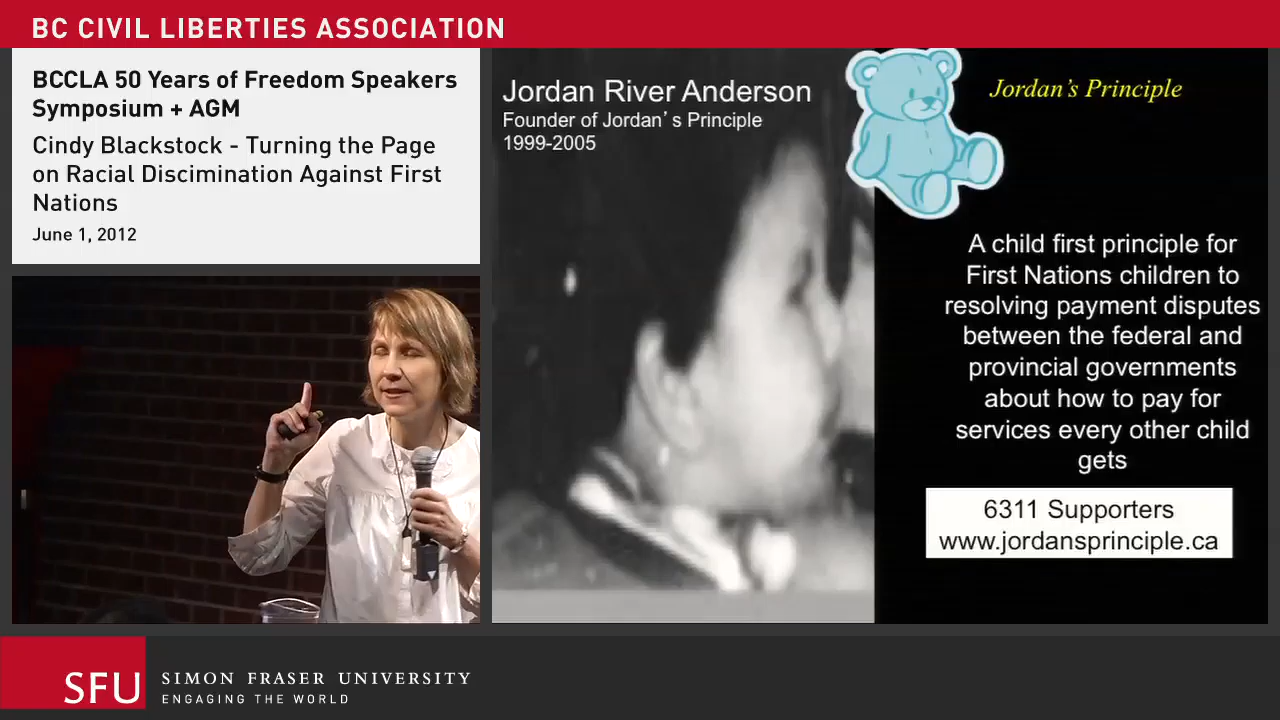 BC CIVIL LIBERTIES ASSOCIATION
BCCLA 50 Years of Freedom Speakers
Symposium + AGM
Cindy Blackstock - Turning the Page
on Racial Discimination Against First
Nations
June 1, 2012
Jordan River Anderson
Founder of Jordan's Principle
1999-2005
Jordan's Principle
A child first principle for
First Nations children to
resolving payment disputes
between the federal and
provincial governments
about how to pay for
services every other child
gets
6311 Supporters
www.jordansprinciple.ca
SFU
SIMON FRASER UNIVERSITY
ENGAGING THE WORLD